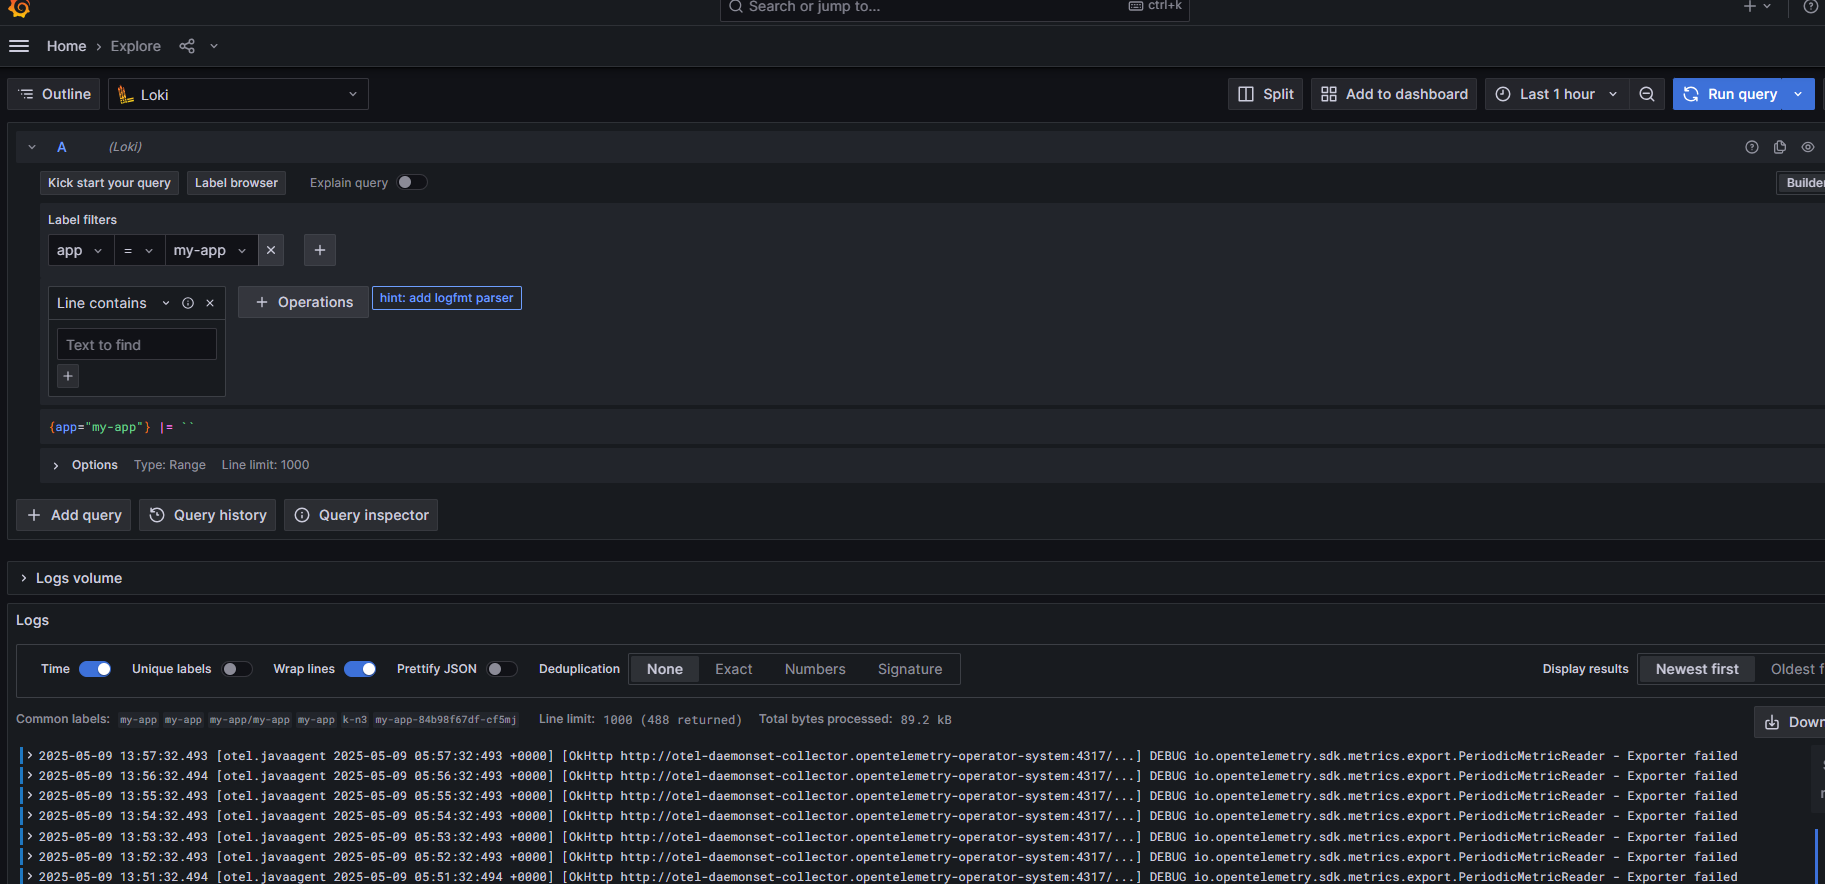 Search or jump to... ctrl+k
Home › Explore
Outline Loki Split Add to dashboard Last 1 hour Run query
A (Loki)
Kick start your query Label browser Explain query Builder
Label filters
app = my-app
Line contains Operations hint: add logfmt parser
Text to find
{app="my-app"} |= ``
Options Type: Range Line limit: 1000
Add query Query history Query inspector
Logs volume
Logs
Time Unique labels Wrap lines Prettify JSON Deduplication None Exact Numbers Signature Display results Newest first Oldest f
Common labels: my-app my-app my-app/my-app my-app k-n3 my-app-84b98f67df-cf5mj Line limit: 1000 (488 returned) Total bytes processed: 89.2 kB Down
2025-05-09 13:57:32.493 [otel.javaagent 2025-05-09 05:57:32:493 +0000] [OkHttp http://otel-daemonset-collector.opentelemetry-operator-system:4317/...] DEBUG io.opentelemetry.sdk.metrics.export.PeriodicMetricReader - Exporter failed
2025-05-09 13:56:32.494 [otel.javaagent 2025-05-09 05:56:32:493 +0000] [OkHttp http://otel-daemonset-collector.opentelemetry-operator-system:4317/...] DEBUG io.opentelemetry.sdk.metrics.export.PeriodicMetricReader - Exporter failed
2025-05-09 13:55:32.493 [otel.javaagent 2025-05-09 05:55:32:493 +0000] [OkHttp http://otel-daemonset-collector.opentelemetry-operator-system:4317/...] DEBUG io.opentelemetry.sdk.metrics.export.PeriodicMetricReader - Exporter failed
2025-05-09 13:54:32.493 [otel.javaagent 2025-05-09 05:54:32:493 +0000] [OkHttp http://otel-daemonset-collector.opentelemetry-operator-system:4317/...] DEBUG io.opentelemetry.sdk.metrics.export.PeriodicMetricReader - Exporter failed
2025-05-09 13:53:32.493 [otel.javaagent 2025-05-09 05:53:32:493 +0000] [OkHttp http://otel-daemonset-collector.opentelemetry-operator-system:4317/...] DEBUG io.opentelemetry.sdk.metrics.export.PeriodicMetricReader - Exporter failed
2025-05-09 13:52:32.493 [otel.javaagent 2025-05-09 05:52:32:493 +0000] [OkHttp http://otel-daemonset-collector.opentelemetry-operator-system:4317/...] DEBUG io.opentelemetry.sdk.metrics.export.PeriodicMetricReader - Exporter failed
2025-05-09 13:51:32.494 [otel.javaagent 2025-05-09 05:51:32:494 +0000] [OkHttp http://otel-daemonset-collector.opentelemetry-operator-system:4317/...] DEBUG io.opentelemetry.sdk.metrics.export.PeriodicMetricReader - Exporter failed